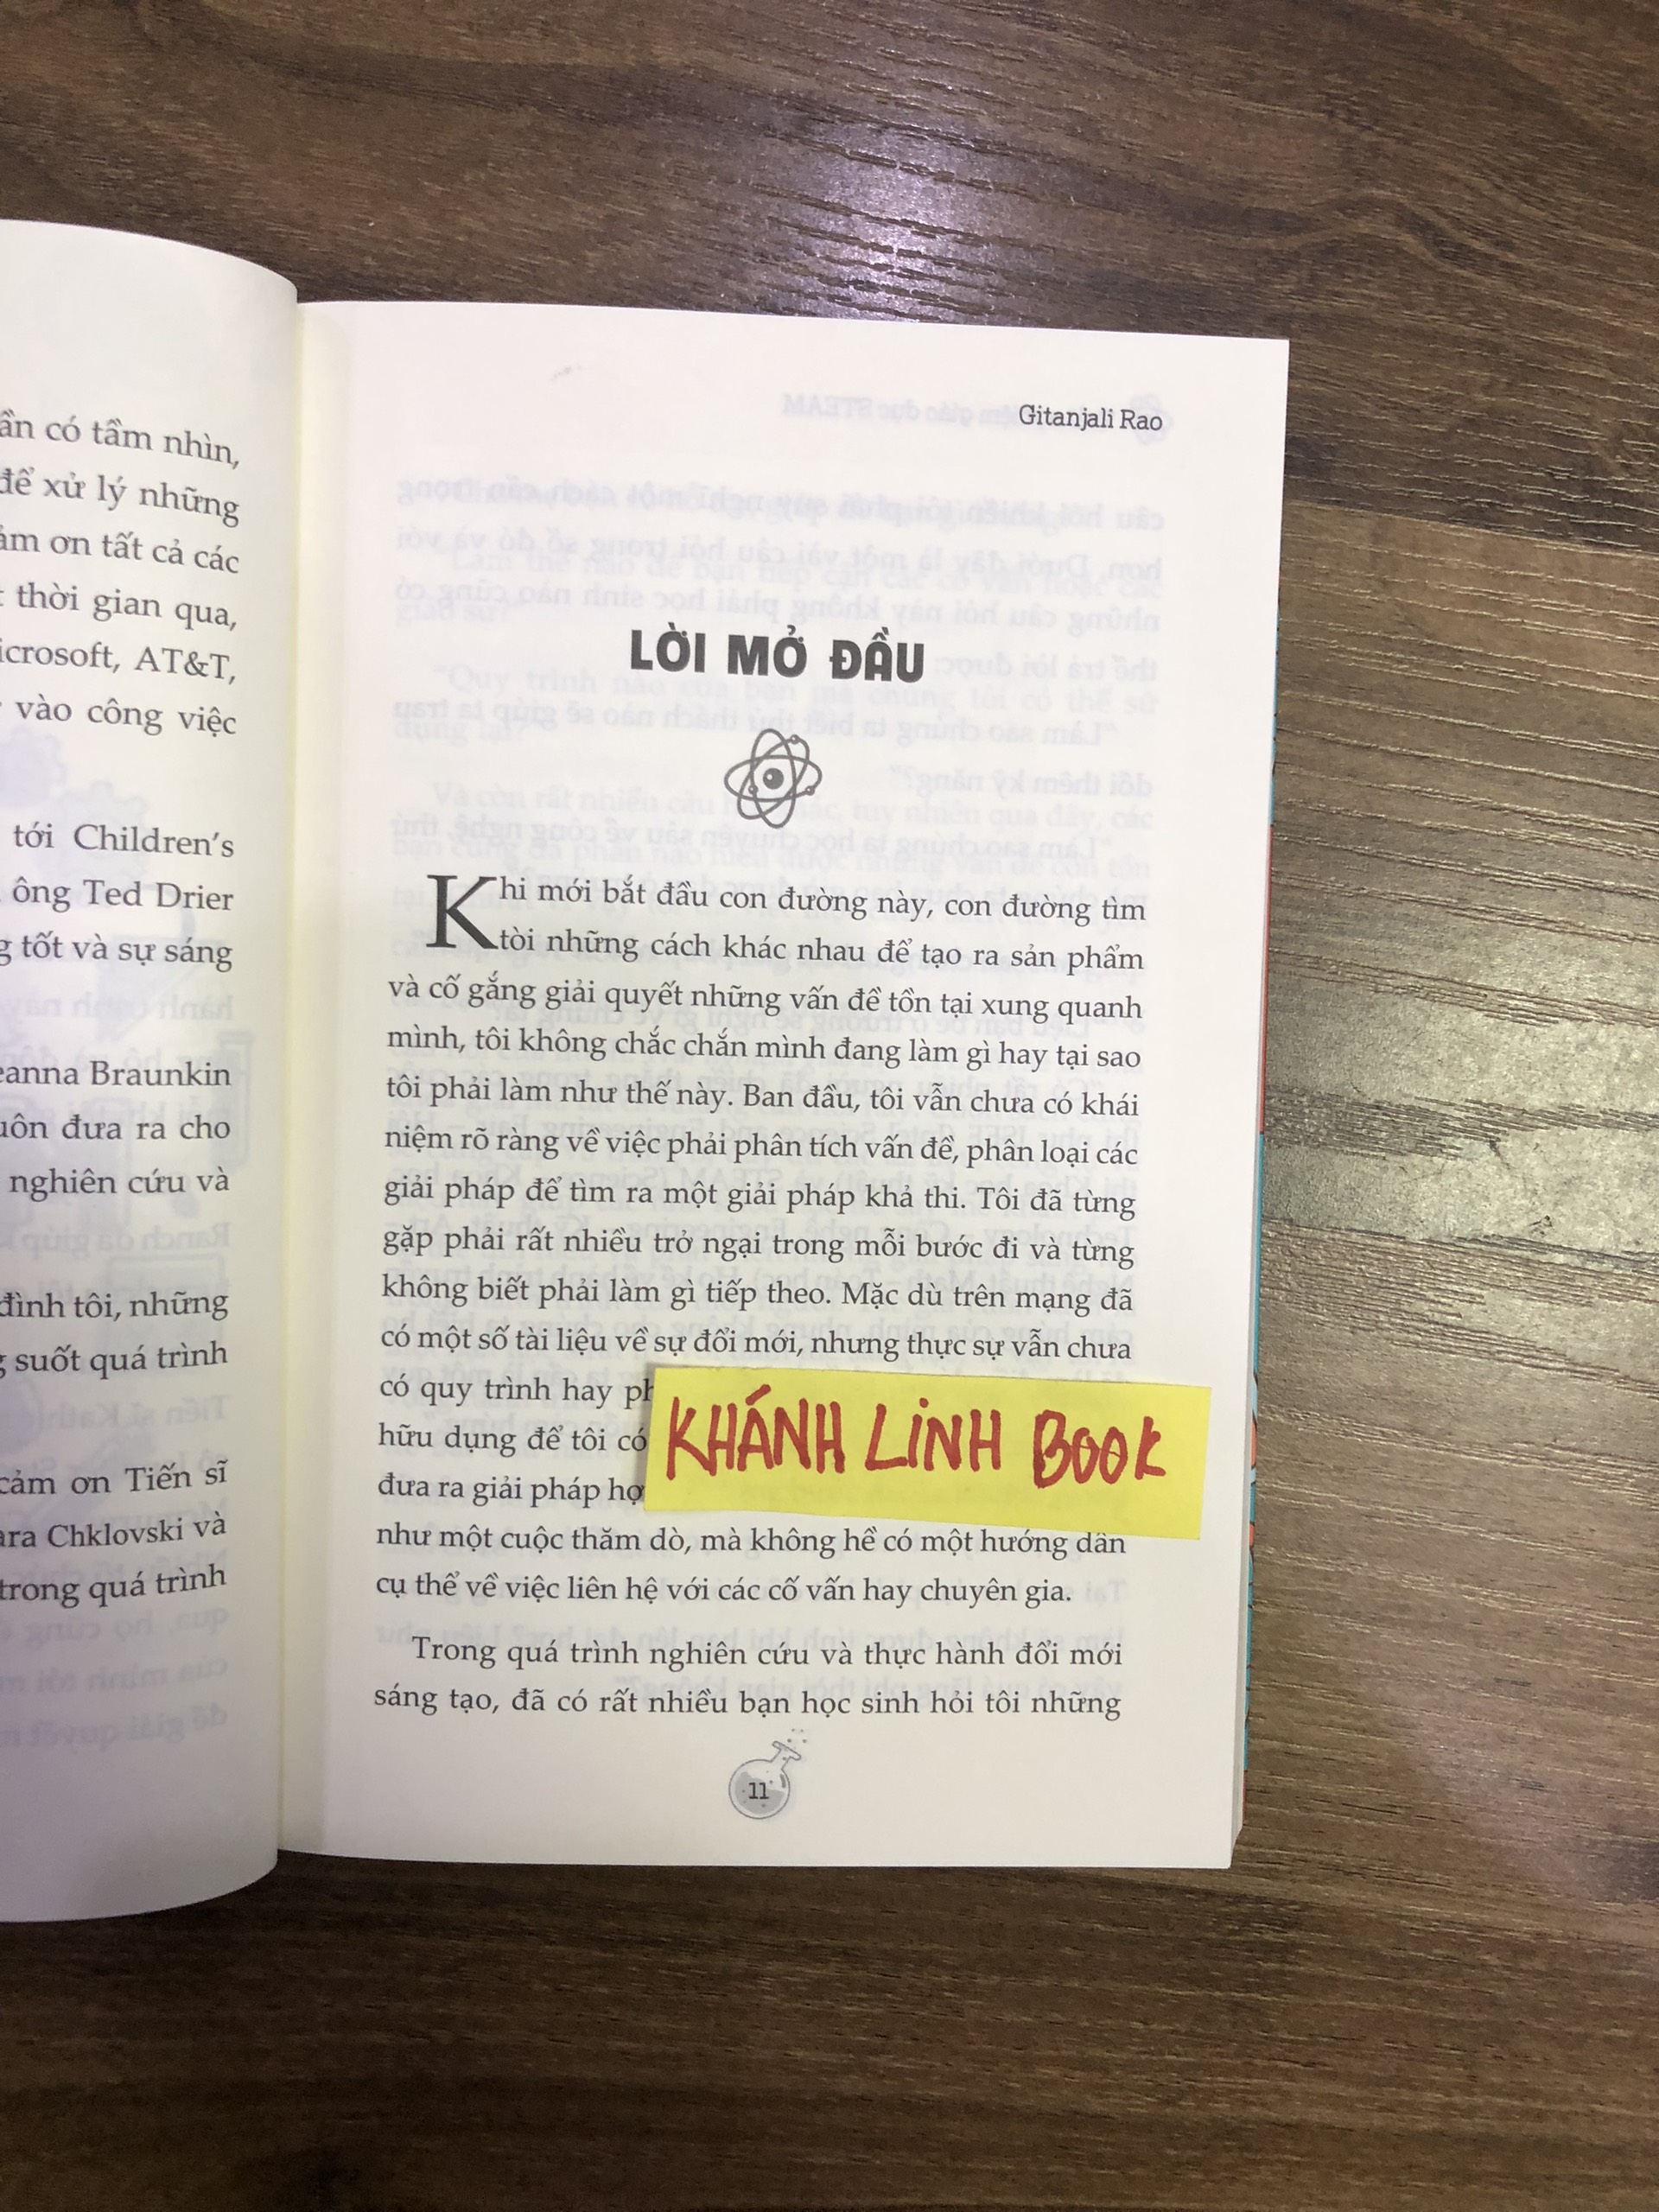 có tầm nhìn,
để xử lý những
ơn tất cả các
thời gian qua,
AT&T,
vào công việc
tới Children's
ông Ted Drier
tốt và sự sáng
Braunkin
đưa ra cho
nghiên cứu và
đình tôi, những
suốt quá trình
cảm ơn Tiến sĩ
Chklovski và
trong quá trình
Gitanjali Rao
LỜI MỞ ĐẦU
Khi mới bắt đầu con đường này, con đường tìm
tòi những cách khác nhau để tạo ra sản phẩm
và cố gắng giải quyết những vấn đề tồn tại xung quanh
mình, tôi không chắc chắn mình đang làm gì hay tại sao
tôi phải làm như thế này. Ban đầu, tôi vẫn chưa có khái
niệm rõ ràng về việc phải phân tích vấn đề, phân loại các
giải pháp để tìm ra một giải pháp khả thi. Tôi đã từng
gặp phải rất nhiều trở ngại trong mỗi bước đi và từng
không biết phải làm gì tiếp theo. Mặc dù trên mạng đã
có một số tài liệu về sự đổi mới, nhưng thực sự vẫn chưa
có quy trình hay
hữu dụng để tôi có
đưa ra giải pháp
KHÁNH LINH BOOK
như một cuộc thăm dò, mà không hề có một hướng dẫn
cụ thể về việc liên hệ với các cố vấn hay chuyên gia.
Trong quá trình nghiên cứu và thực hành đổi mới
sáng tạo, đã có rất nhiều bạn học sinh hỏi tôi những
11